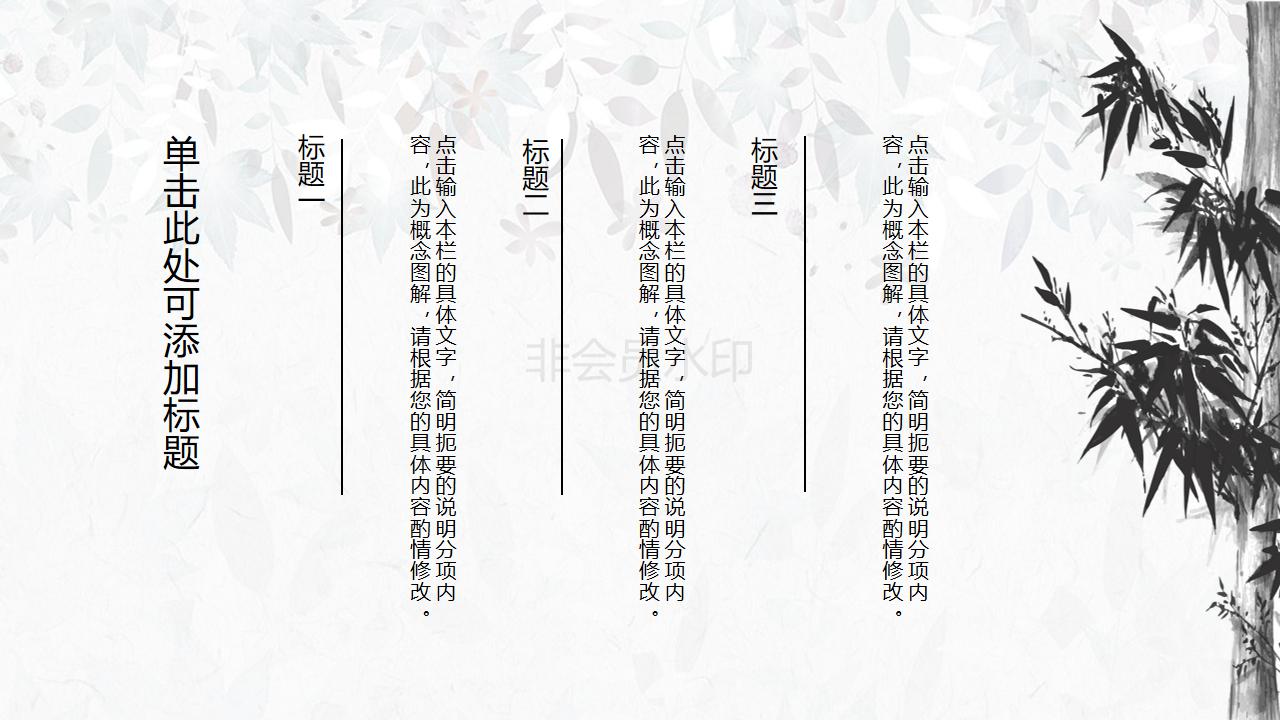 单击此处可添加标题
标题一
点击输入本栏的具体文字，简明扼要的说明分项内
容，此为概念图解，请根据您的具体内容酌情修改。
标题二
点击输入本栏的具体文字，简明扼要的说明分项内
容，此为概念图解，请根据您的具体内容酌情修改。
标题三
点击输入本栏的具体文字，简明扼要的说明分项内
容，此为概念图解，请根据您的具体内容酌情修改。
非会员水印